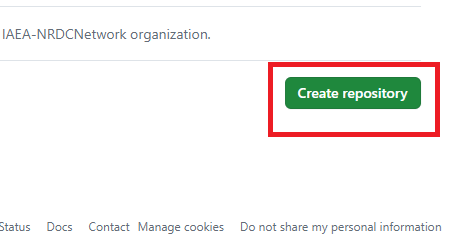 IAEA-NRDCNetwork organization.
Create repository
Status Docs Contact Manage cookies Do not share my personal information